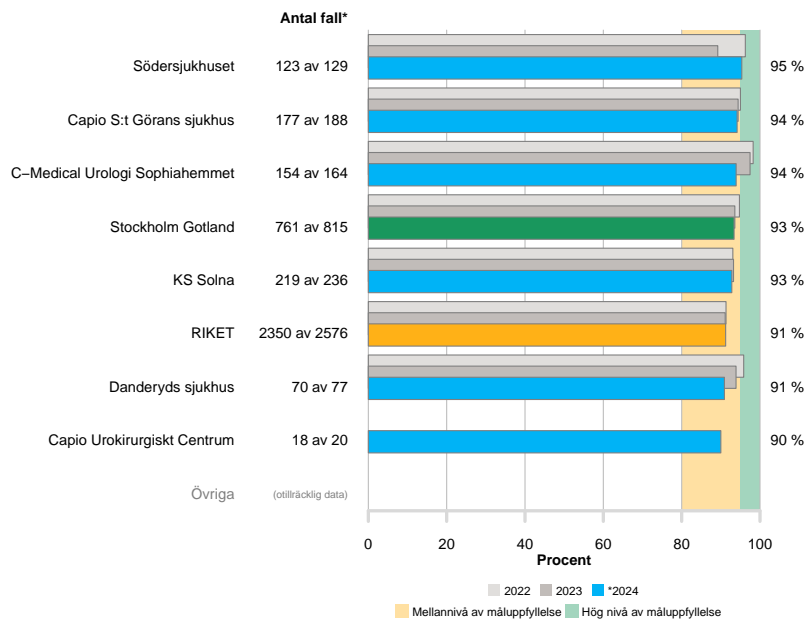 Antal fall*
Södersjukhuset 123 av 129 95 %
Capio S:t Görans sjukhus 177 av 188 94 %
C−Medical Urologi Sophiahemmet 154 av 164 94 %
Stockholm Gotland 761 av 815 93 %
KS Solna 219 av 236 93 %
RIKET 2350 av 2576 91 %
Danderyds sjukhus 70 av 77 91 %
Capio Urokirurgiskt Centrum 18 av 20 90 %
Övriga (otillräcklig data)
0 20 40 60 80 100
Procent
2022 2023 *2024
Mellannivå av måluppfyllelse Hög nivå av måluppfyllelse